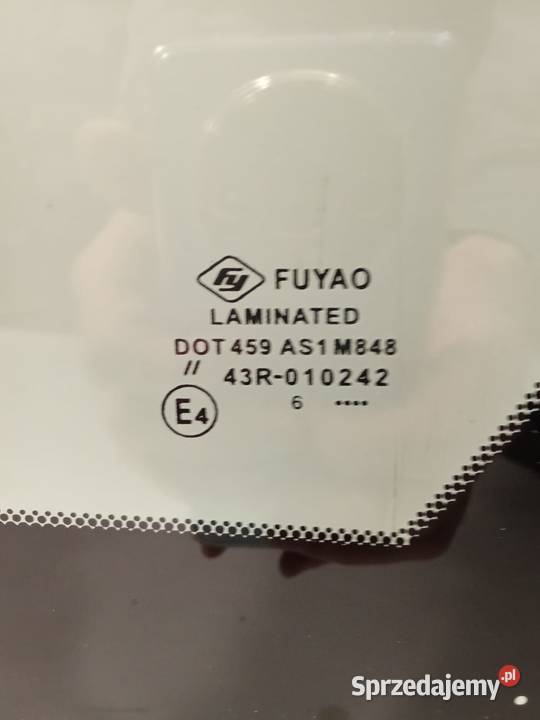 Fy FUYAO
LAMINATED
DOT 459 AS1 M848
// 43R-010242
E4
6 ••••
Sprzedajemy.pl